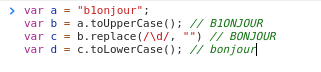 var a = "b1onjour";
var b = a.toUpperCase(); // B1ONJOUR
var c = b.replace(/\d/, "") // BONJOUR
var d = c.toLowerCase(); // bonjour